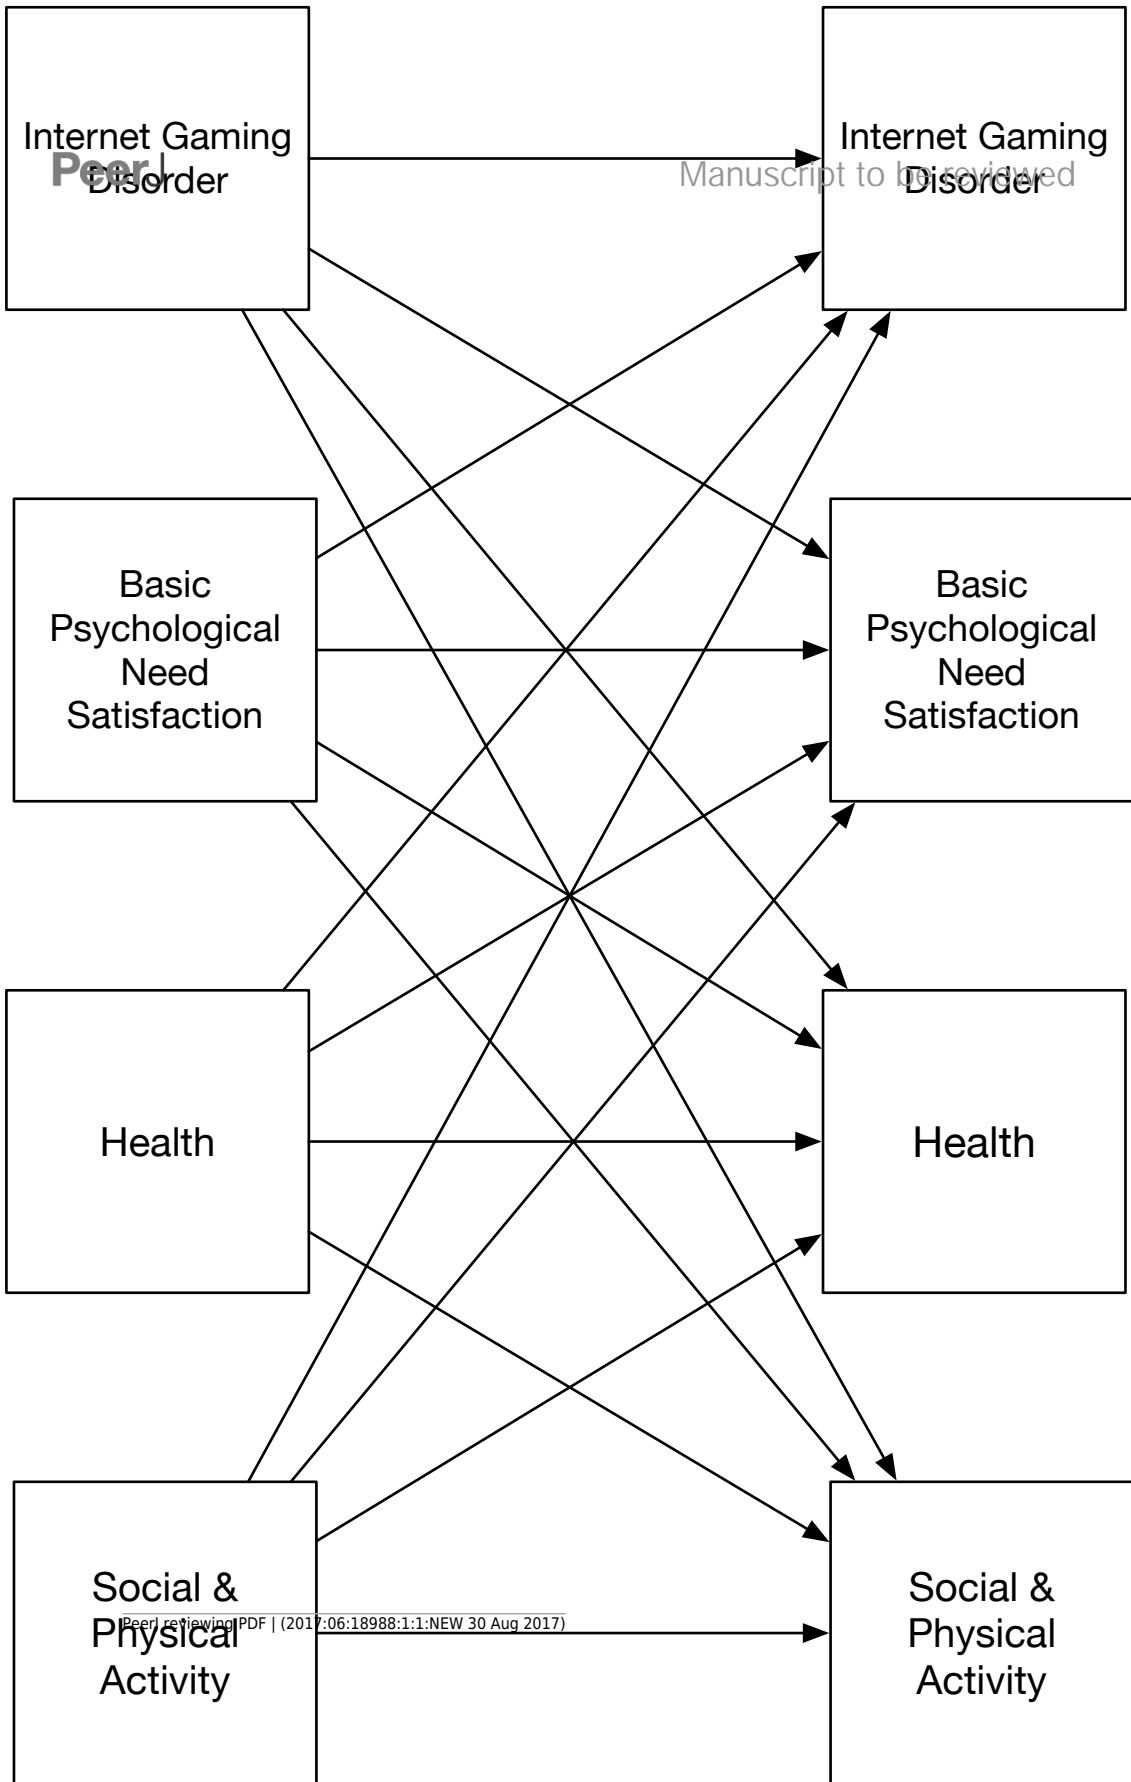 Internet Gaming
Disorder
Internet Gaming
Disorder
PeerJ
Manuscript to be reviewed
Basic
Psychological
Need
Satisfaction
Basic
Psychological
Need
Satisfaction
Health
Health
Social &
Physical
Activity
Social &
Physical
Activity
PeerJ reviewing PDF | (2017:06:18988:1:1:NEW 30 Aug 2017)